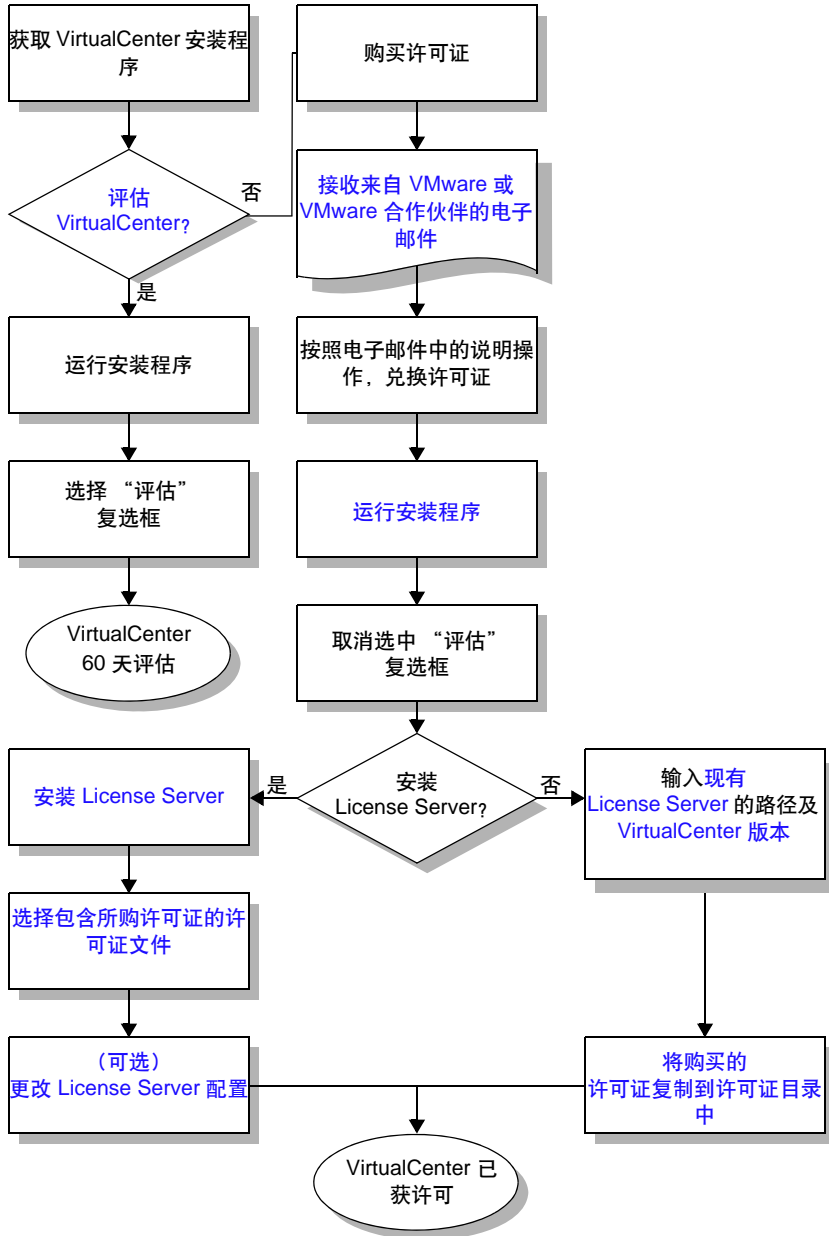 获取 VirtualCenter 安装程
序
评估
VirtualCenter？
否
是
运行安装程序
选择 “评估”
复选框
VirtualCenter
60 天评估
购买许可证
接收来自 VMware 或
VMware 合作伙伴的电子
邮件
按照电子邮件中的说明操
作，兑换许可证
运行安装程序
取消选中 “评估”
复选框
安装
License Server？
是
否
安装 License Server
选择包含所购许可证的许
可证文件
（可选）
更改 License Server 配置
输入现有
License Server 的路径及
VirtualCenter 版本
将购买的
许可证复制到许可证目录
中
VirtualCenter 已
获许可